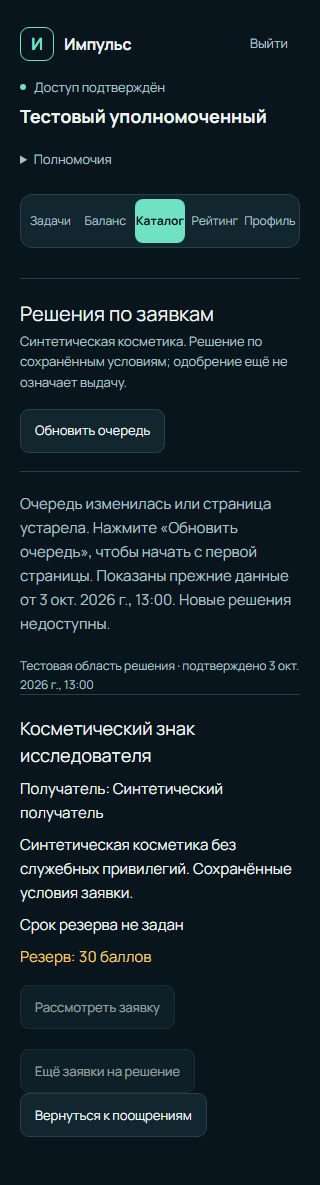 И Импульс Выйти
Доступ подтверждён
Тестовый уполномоченный
Полномочия
Задачи Баланс Каталог Рейтинг Профиль
Решения по заявкам
Синтетическая косметика. Решение по
сохранённым условиям; одобрение ещё не
означает выдачу.
Обновить очередь
Очередь изменилась или страница
устарела. Нажмите «Обновить
очередь», чтобы начать с первой
страницы. Показаны прежние данные
от 3 окт. 2026 г., 13:00. Новые решения
недоступны.
Тестовая область решения · подтверждено 3 окт.
2026 г., 13:00
Косметический знак
исследователя
Получатель: Синтетический
получатель
Синтетическая косметика без
служебных привилегий. Сохранённые
условия заявки.
Срок резерва не задан
Резерв: 30 баллов
Рассмотреть заявку
Ещё заявки на решение
Вернуться к поощрениям